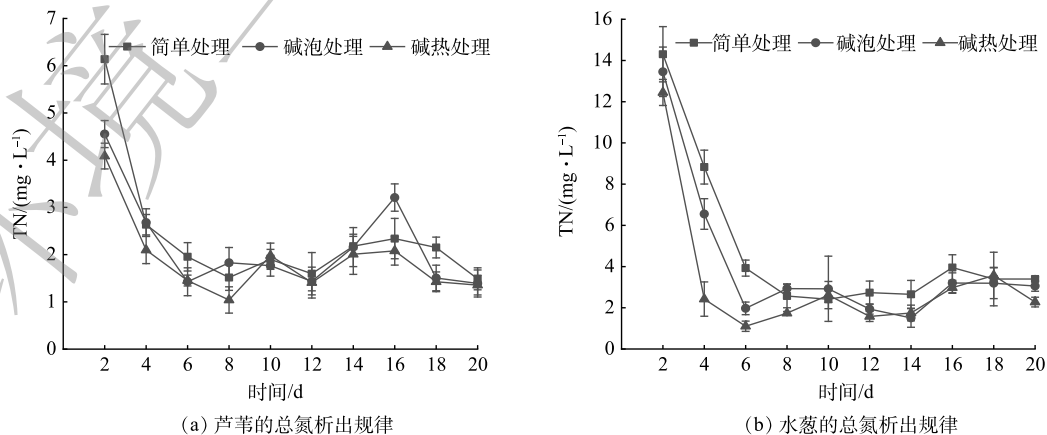 7
6
5
4
3
2
1
0
TN/(mg·L⁻¹)
简单处理 碱泡处理 碱热处理
2 4 6 8 10 12 14 16 18 20
时间/d
(a) 芦苇的总氮析出规律
16
14
12
10
8
6
4
2
0
TN/(mg·L⁻¹)
简单处理 碱泡处理 碱热处理
2 4 6 8 10 12 14 16 18 20
时间/d
(b) 水葱的总氮析出规律
境